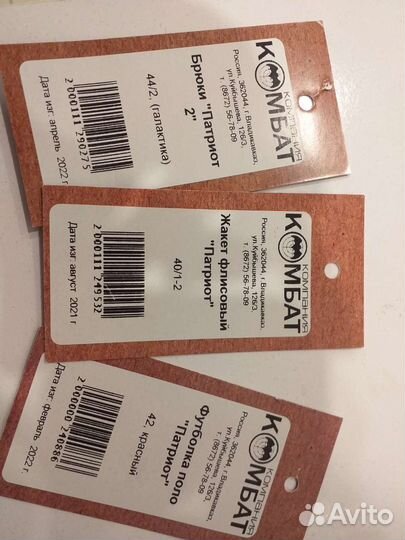 КОМПАНИЯ
КОМБАТ
Россия, 362044, г. Владикавказ,
ул.Куйбышева, 126/3,
т. (8672) 56-78-09
Брюки "Патриот
2"
44/2, (галактика)
2 000111 290275
Дата изг: апрель 2022 г
КОМПАНИЯ
КОМБАТ
Россия, 362044, г. Владикавказ,
ул.Куйбышева, 126/3,
т. (8672) 56-78-09
Жакет флисовый
"Патриот"
40/1-2
2 000111 249532
Дата изг: август 2021 г
КОМПАНИЯ
КОМБАТ
Россия, 362044, г. Владикавказ,
ул.Куйбышева, 126/3,
т. (8672) 56-78-09
Футболка поло
"Патриот"
42, красный
2 000000 240886
Дата изг: февраль 2022 г
Avito